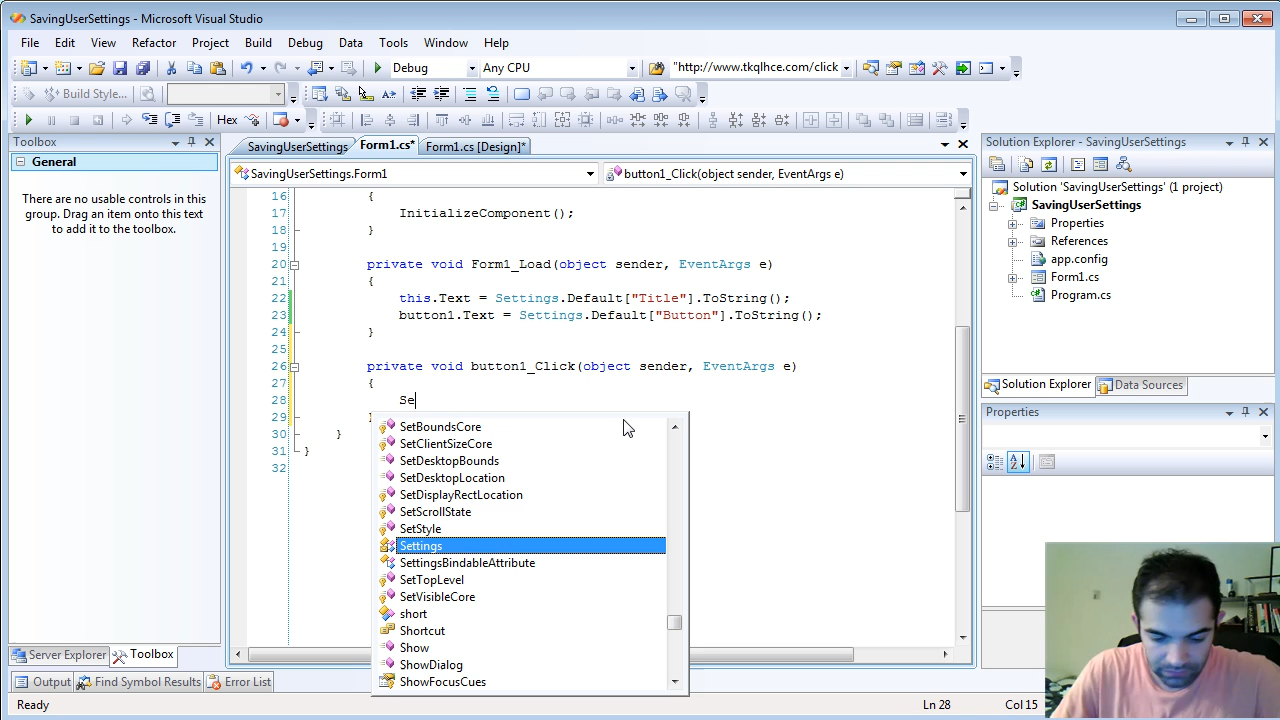 SavingUserSettings - Microsoft Visual Studio
File Edit View Refactor Project Build Debug Data Tools Window Help
Debug Any CPU "http://www.tkqlhce.com/click
Build Style...
Hex
Toolbox
General
There are no usable controls in this
group. Drag an item onto this text
to add it to the toolbox.
Server Explorer Toolbox
SavingUserSettings Form1.cs* Form1.cs [Design]*
SavingUserSettings.Form1 button1_Click(object sender, EventArgs e)
16 {
17 InitializeComponent();
18 }
19
20 private void Form1_Load(object sender, EventArgs e)
21 {
22 this.Text = Settings.Default["Title"].ToString();
23 button1.Text = Settings.Default["Button"].ToString();
24 }
25
26 private void button1_Click(object sender, EventArgs e)
27 {
28 Se
29
30 }
31 }
32
SetBoundsCore
SetClientSizeCore
SetDesktopBounds
SetDesktopLocation
SetDisplayRectLocation
SetScrollState
SetStyle
Settings
SettingsBindableAttribute
SetTopLevel
SetVisibleCore
short
Shortcut
Show
ShowDialog
ShowFocusCues
Solution Explorer - SavingUserSettings
Solution 'SavingUserSettings' (1 project)
SavingUserSettings
Properties
References
app.config
Form1.cs
Program.cs
Solution Explorer Data Sources
Properties
Output Find Symbol Results Error List
Ready Ln 28 Col 15